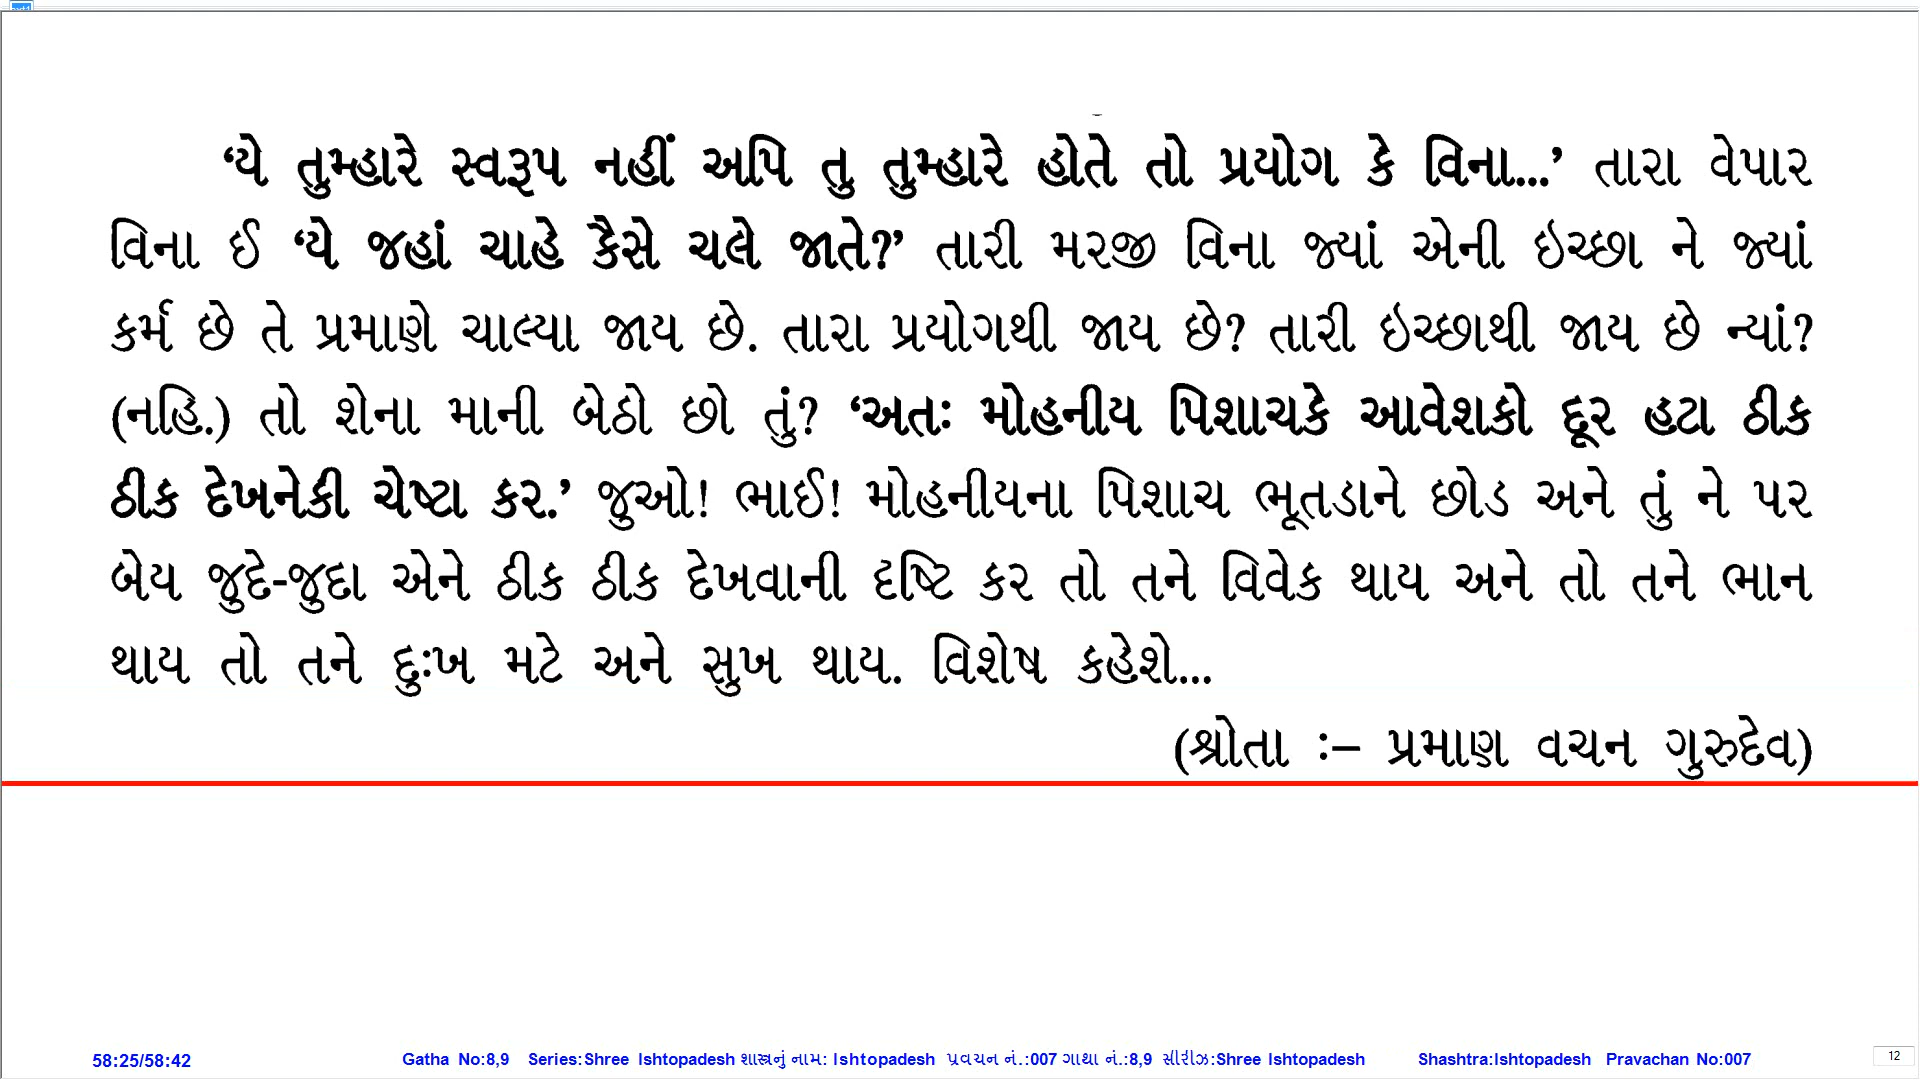 ‘યે તુમ્હારે સ્વરૂપ નહીં અપિ તુ તુમ્હારે હોતે તો પ્રયોગ કે વિના...’ તારા વેપાર
વિના ઈ ‘યે જહાં ચાહે કૈસે ચલે જાતે?’ તારી મરજી વિના જ્યાં એની ઇચ્છા ને જ્યાં
કર્મ છે તે પ્રમાણે ચાલ્યા જાય છે. તારા પ્રયોગથી જાય છે? તારી ઇચ્છાથી જાય છે ન્યાં?
(નહિ.) તો શેના માની બેઠો છો તું? ‘અતઃ મોહનીય પિશાચકે આવેશકો દૂર હટા ઠીક
ઠીક દેખનેકી ચેષ્ટા કર.’ જુઓ! ભાઈ! મોહનીયના પિશાચ ભૂતડાને છોડ અને તું ને પર
બેય જુદે-જુદા એને ઠીક ઠીક દેખવાની દૃષ્ટિ કર તો તને વિવેક થાય અને તો તને ભાન
થાય તો તને દુઃખ મટે અને સુખ થાય. વિશેષ કહેશે...
(શ્રોતા :– પ્રમાણ વચન ગુરુદેવ)
58:25/58:42 Gatha No:8,9 Series:Shree Ishtopadesh શાસ્ત્રનું નામ: Ishtopadesh પ્રવચન નં.:007 ગાથા નં.:8,9 સીરીઝ:Shree Ishtopadesh Shashtra:Ishtopadesh Pravachan No:007 12